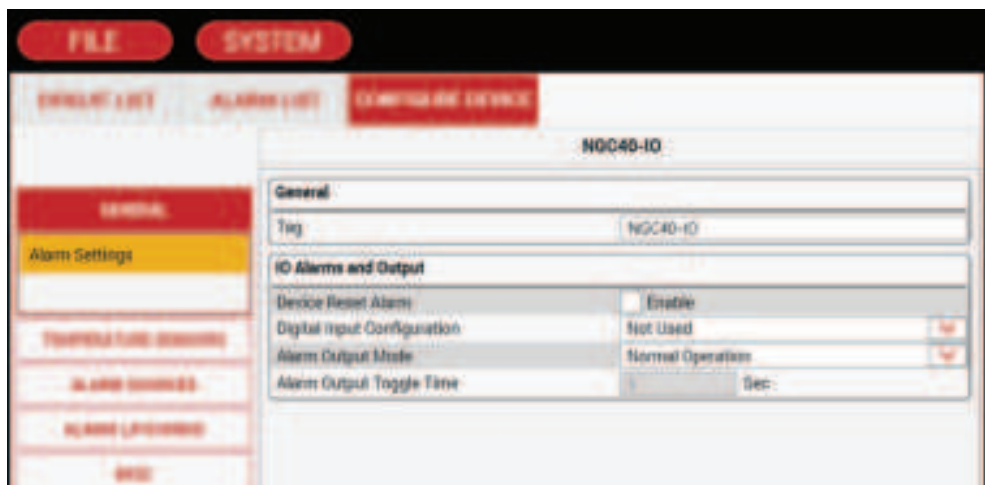 FILE SYSTEM
CIRCUIT LIST ALARM LIST CONFIGURE DEVICE
NGC40-IO
GENERAL
Alarm Settings
TEMPERATURE SENSORS
ALARM SOURCES
General
Tag NGC40-IO
IO Alarms and Output
Device Reset Alarm Enable
Digital Input Configuration Not Used
Alarm Output Mode Normal Operation
Alarm Output Toggle Time Sec